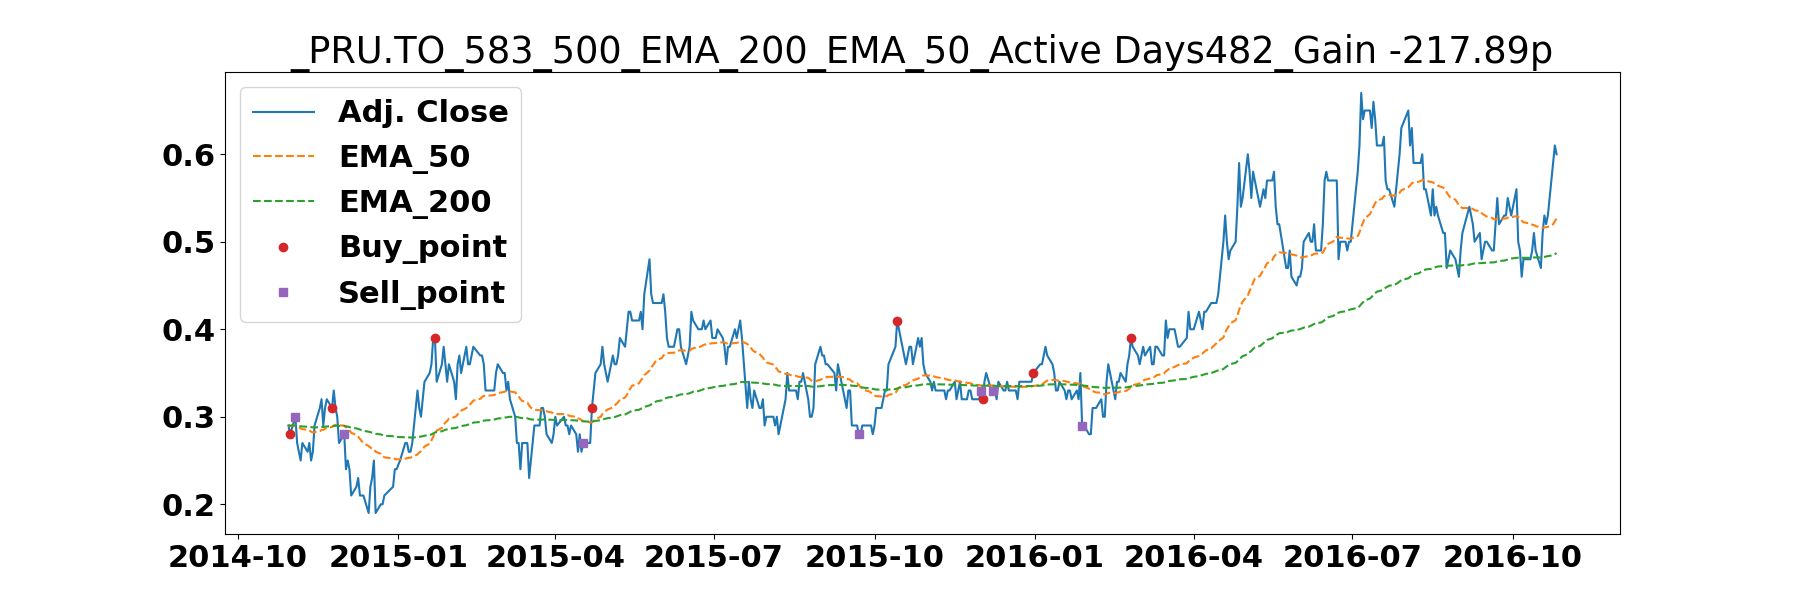 _PRU.TO_583_500_EMA_200_EMA_50_Active Days482_Gain -217.89p
Adj. Close
EMA_50
EMA_200
Buy_point
Sell_point
0.6
0.5
0.4
0.3
0.2
2014-10 2015-01 2015-04 2015-07 2015-10 2016-01 2016-04 2016-07 2016-10